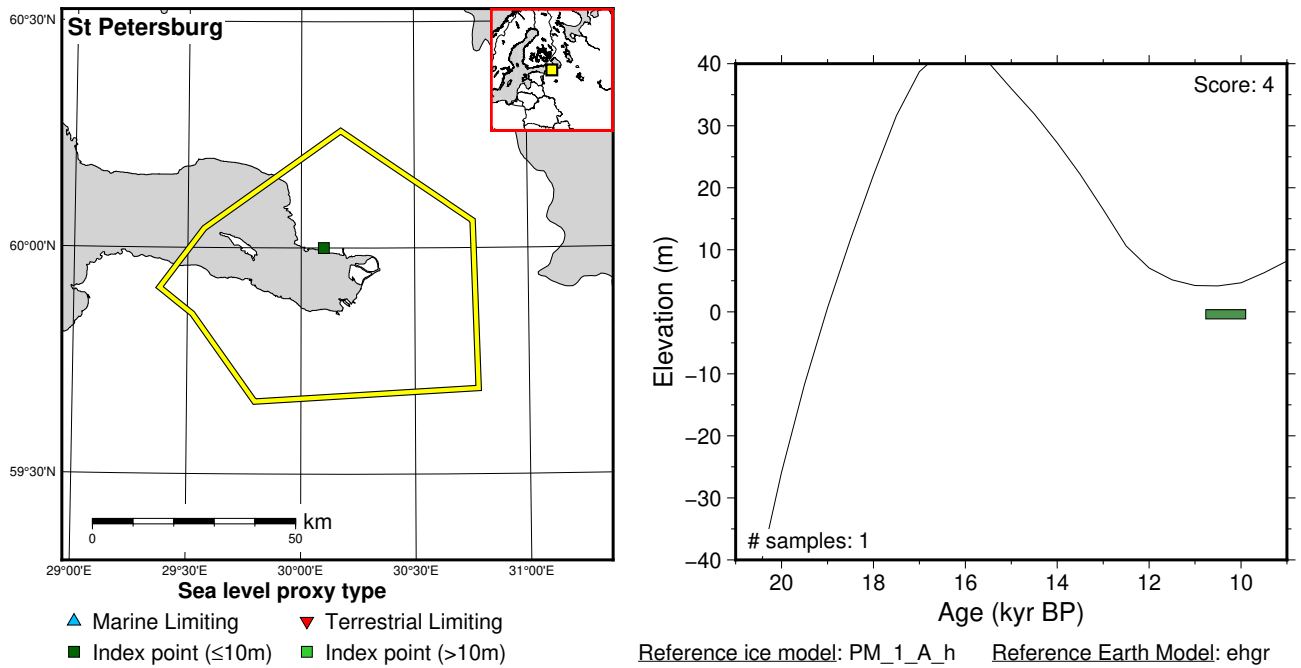 St Petersburg
60°30'N
60°00'N
59°30'N
29°00'E
29°30'E
30°00'E
30°30'E
31°00'E
km
0
50
Sea level proxy type
Marine Limiting
Terrestrial Limiting
Index point (≤10m)
Index point (>10m)
Score: 4
# samples: 1
Elevation (m)
40
30
20
10
0
−10
−20
−30
−40
20
18
16
14
12
10
Age (kyr BP)
Reference ice model: PM_1_A_h
Reference Earth Model: ehgr